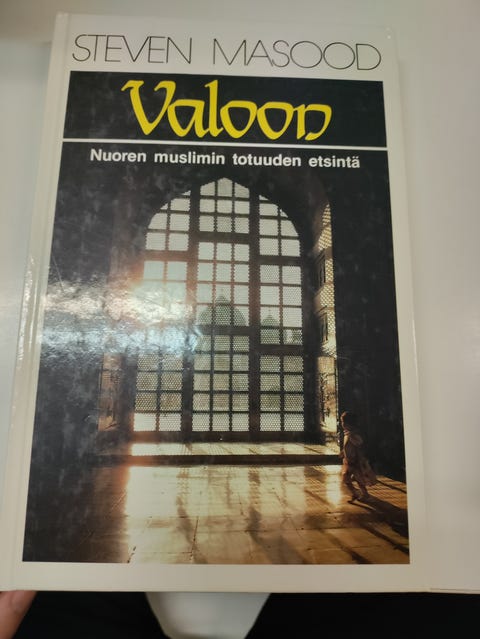 STEVEN MASOOD
Valoon
Nuoren muslimin totuuden etsintä